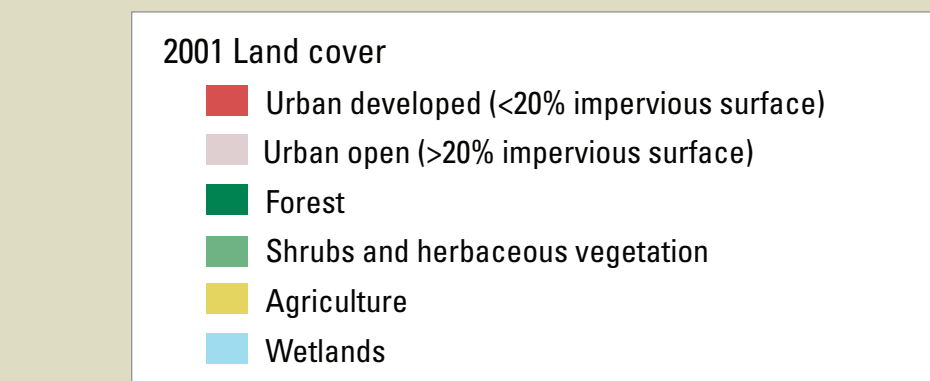 2001 Land cover
Urban developed (<20% impervious surface)
Urban open (>20% impervious surface)
Forest
Shrubs and herbaceous vegetation
Agriculture
Wetlands